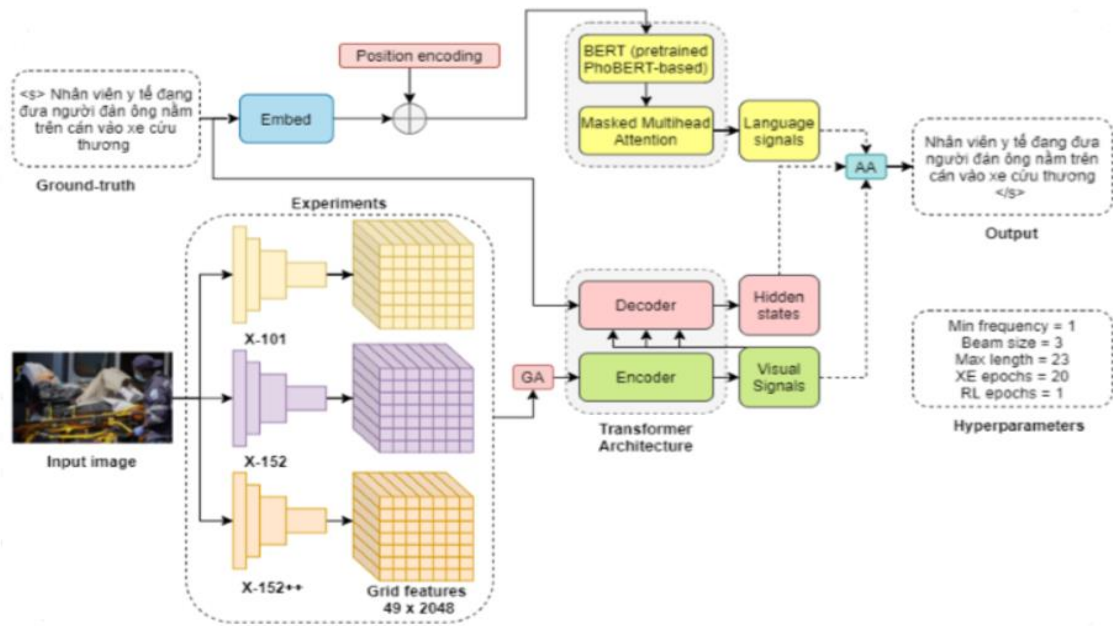 Position encoding
BERT (pretrained
PhoBERT-based)
<s> Nhân viên y tế đang
đưa người đàn ông nằm
trên cán vào xe cứu
thương
Embed
Masked Multihead
Attention
Language
signals
AA
Nhân viên y tế đang đưa
người đàn ông nằm trên
cán vào xe cứu thương
</s>
Ground-truth
Output
Experiments
X-101
Decoder
Hidden
states
GA
Encoder
Visual
Signals
Transformer
Architecture
Min frequency = 1
Beam size = 3
Max length = 23
XE epochs = 20
RL epochs = 1
Hyperparameters
Input image
X-152
X-152++
Grid features
49 x 2048